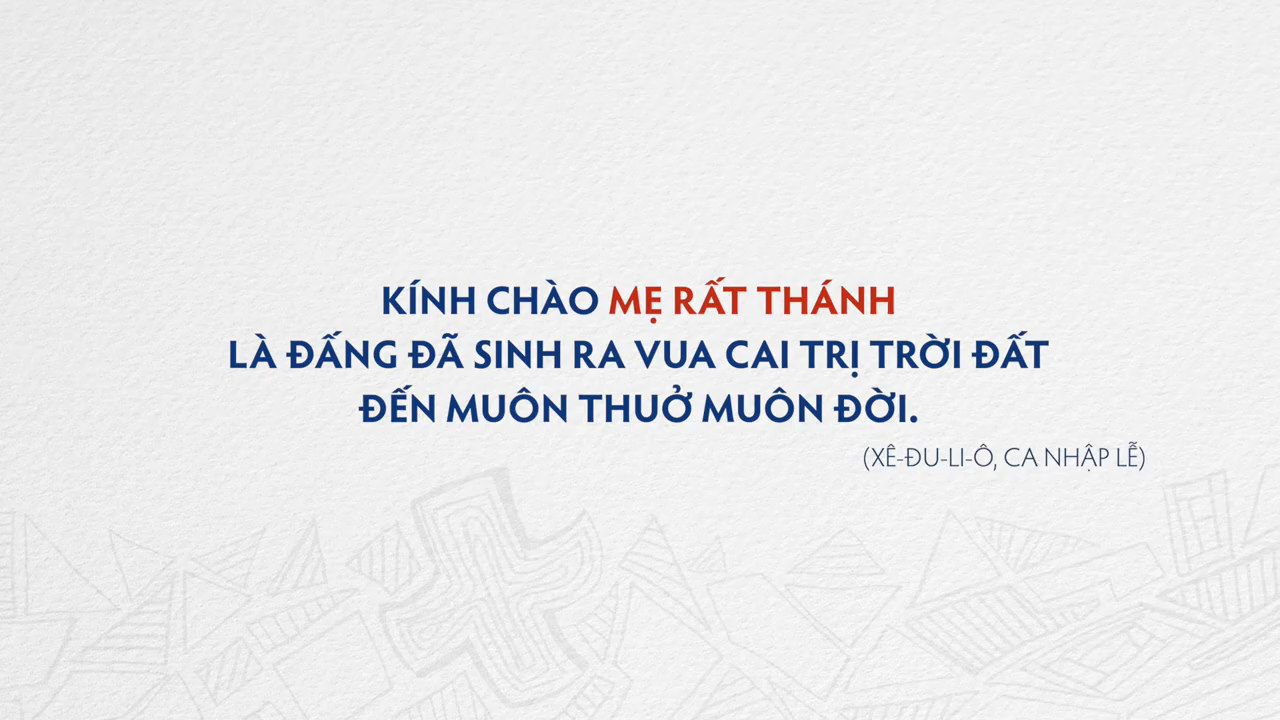 KÍNH CHÀO MẸ RẤT THÁNH
LÀ ĐẤNG ĐÃ SINH RA VUA CAI TRỊ TRỜI ĐẤT
ĐẾN MUÔN THUỞ MUÔN ĐỜI.
(XÊ-ĐU-LI-Ô, CA NHẬP LỄ)